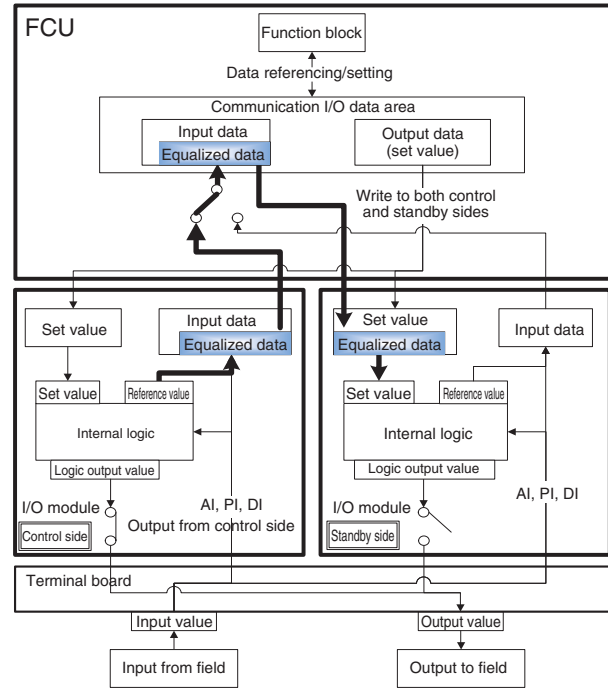 FCU
Function block
Data referencing/setting
Communication I/O data area
Input data
Equalized data
Output data
(set value)
Write to both control
and standby sides
Set value
Input data
Equalized data
Set value
Reference value
Internal logic
Logic output value
I/O module
Control side
AI, PI, DI
Output from control side
Set value
Equalized data
Input data
Set value
Reference value
Internal logic
Logic output value
I/O module
Standby side
AI, PI, DI
Terminal board
Input value
Output value
Input from field
Output to field